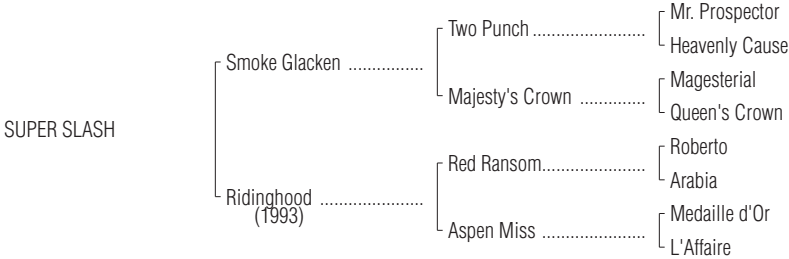 Mr. Prospector
Two Punch ........................
Heavenly Cause
Smoke Glacken ................
Magesterial
Majesty's Crown ..............
Queen's Crown
SUPER SLASH
Roberto
Red Ransom......................
Arabia
Ridinghood ......................
(1993)
Medaille d'Or
Aspen Miss ......................
L'Affaire